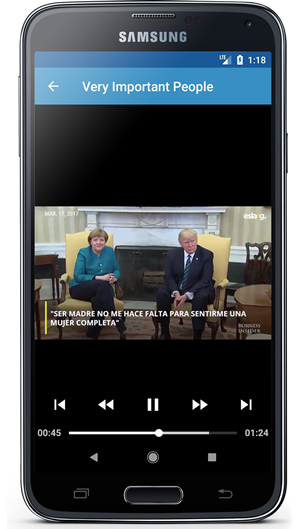 SAMSUNG
LTE 1:18
Very Important People
MAR. 17, 2017
"SER MADRE NO ME HACE FALTA PARA SENTIRME UNA
MUJER COMPLETA"
BUSINESS
INSIDER
00:45
01:24